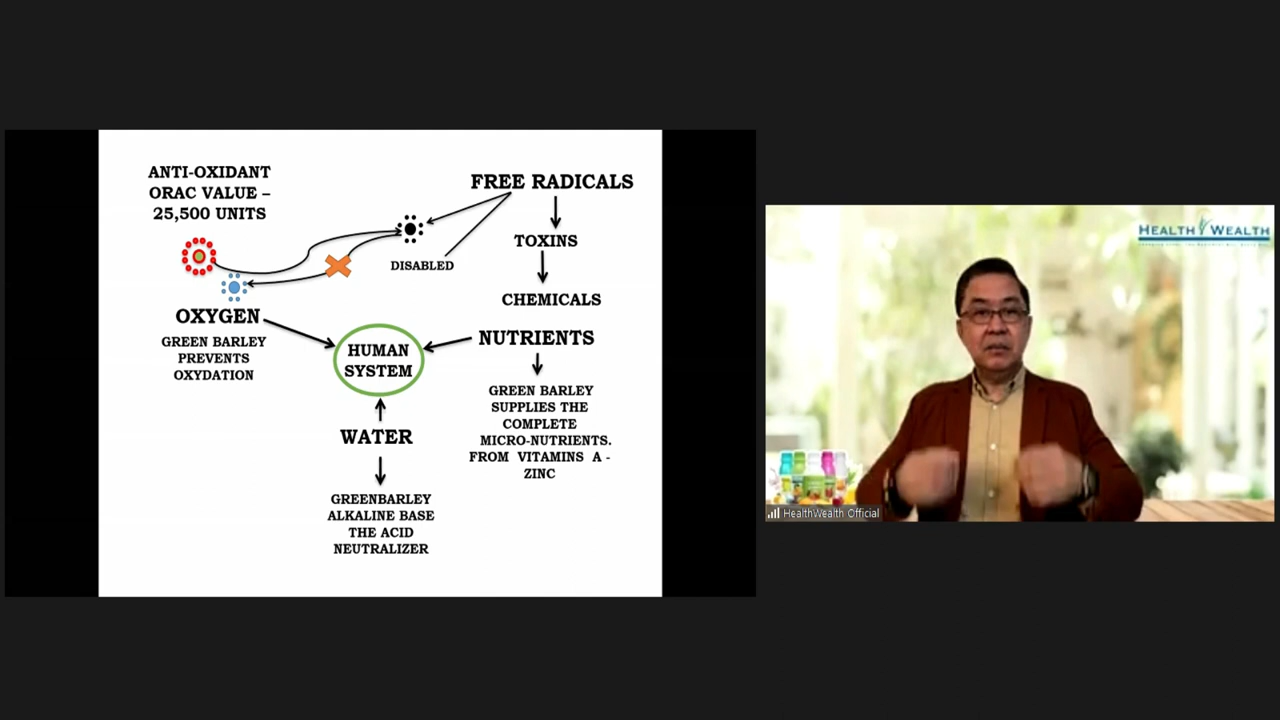 ANTI-OXIDANT
ORAC VALUE –
25,500 UNITS
FREE RADICALS
TOXINS
DISABLED
CHEMICALS
OXYGEN
GREEN BARLEY
PREVENTS
OXYDATION
HUMAN
SYSTEM
NUTRIENTS
GREEN BARLEY
SUPPLIES THE
COMPLETE
MICRO-NUTRIENTS.
FROM VITAMINS A -
ZINC
WATER
GREENBARLEY
ALKALINE BASE
THE ACID
NEUTRALIZER
HEALTH WEALTH
HealthWealth Official